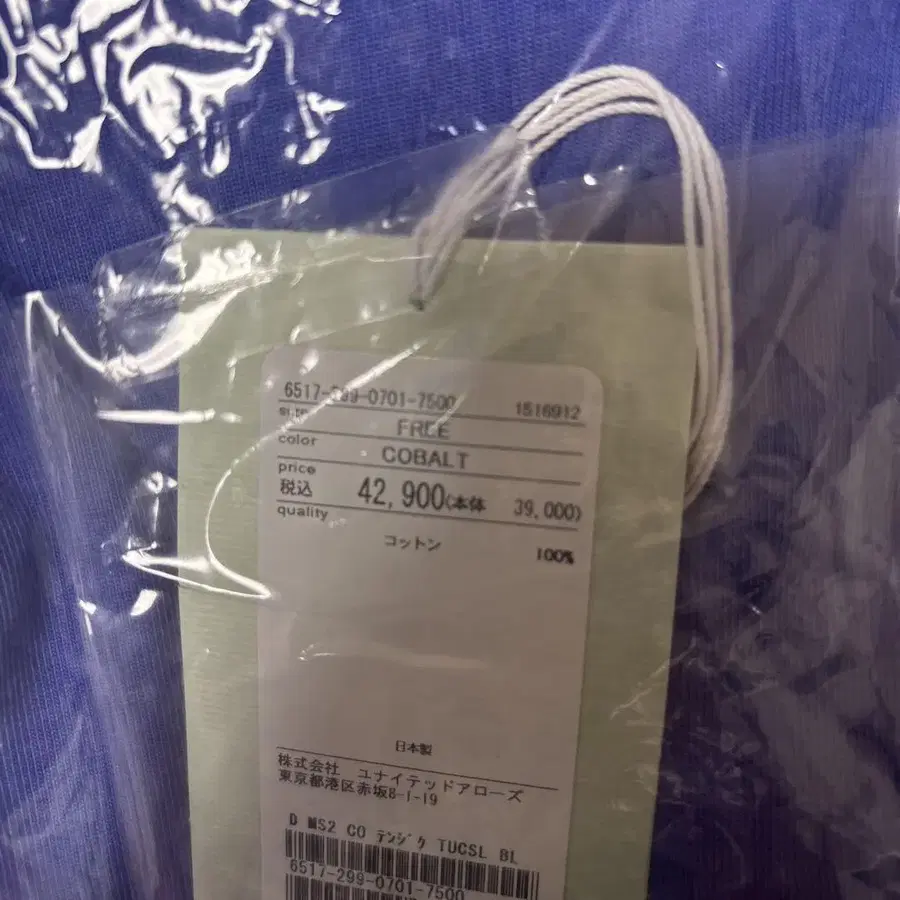 6517-299-0701-7500 1516912
size FREE
color COBALT
price
税込 42,900(本体 39,000)
quality
コットン 100%
日本製
株式会社 ユナイテッドアローズ
東京都港区赤坂8-1-19
D MS2 CO テンジク TUCSL BL
6517-299-0701-7500